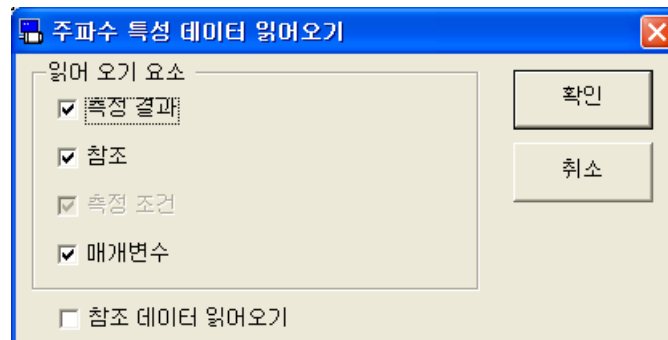 주파수 특성 데이터 읽어오기
읽어 오기 요소
측정 결과
참조
측정 조건
매개변수
참조 데이터 읽어오기
확인
취소